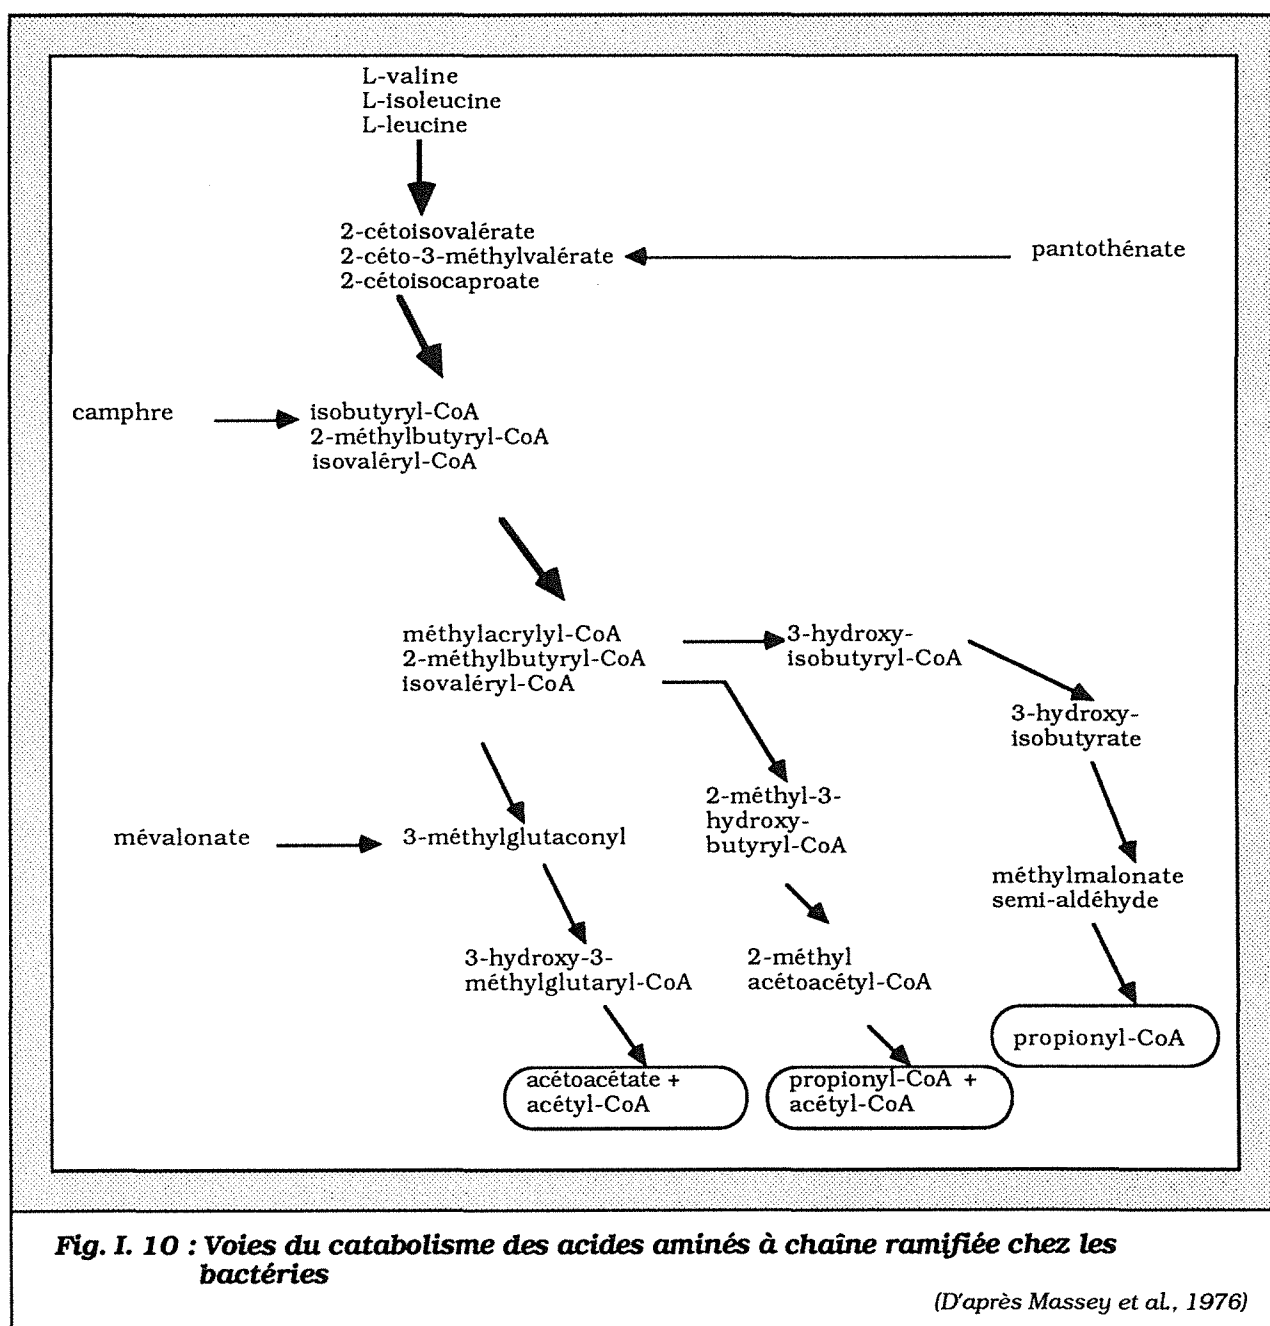 L-valine
L-isoleucine
L-leucine
2-cétoisovalérate
2-céto-3-méthylvalérate
2-cétoisocaproate
pantothénate
camphre
isobutyryl-CoA
2-méthylbutyryl-CoA
isovaléryl-CoA
méthylacrylyl-CoA
2-méthylbutyryl-CoA
isovaléryl-CoA
3-hydroxy-
isobutyryl-CoA
3-hydroxy-
isobutyrate
2-méthyl-3-
hydroxy-
butyryl-CoA
mévalonate
3-méthylglutaconyl
méthylmalonate
semi-aldéhyde
3-hydroxy-3-
méthylglutaryl-CoA
2-méthyl
acétoacétyl-CoA
propionyl-CoA
acétoacétate +
acétyl-CoA
propionyl-CoA +
acétyl-CoA
Fig. I. 10 : Voies du catabolisme des acides aminés à chaîne ramifiée chez les
bactéries
(D'après Massey et al., 1976)